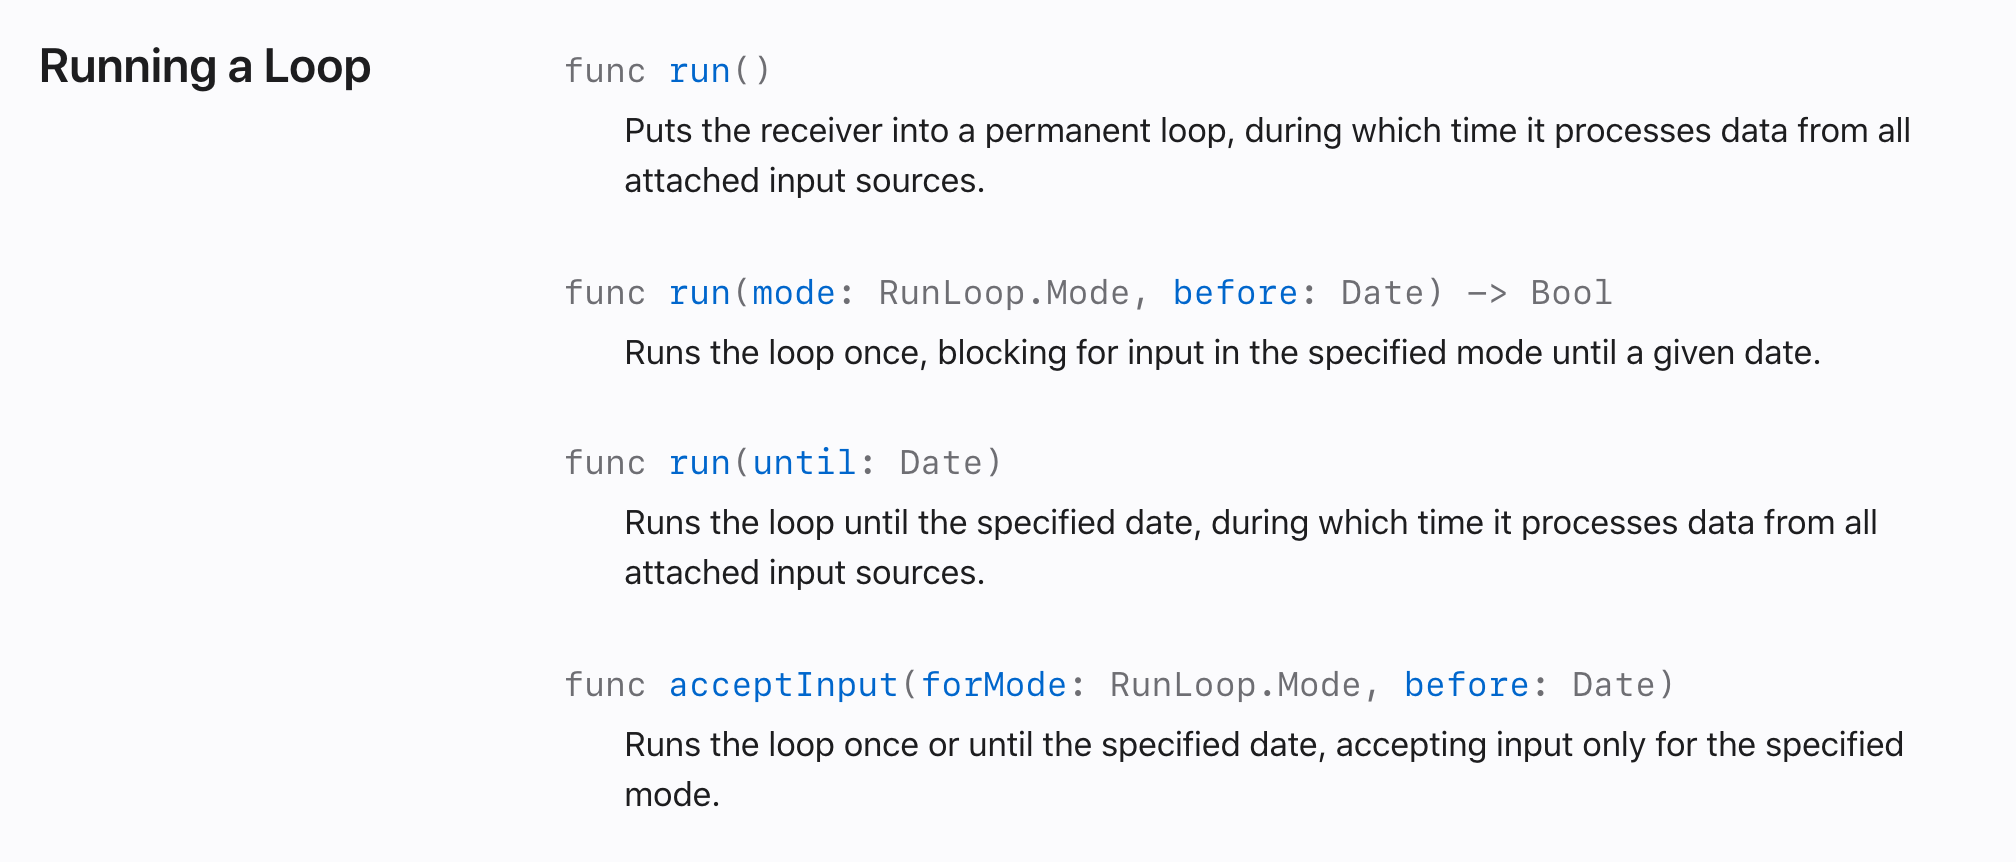 Running a Loop
func run()
Puts the receiver into a permanent loop, during which time it processes data from all
attached input sources.
func run(mode: RunLoop.Mode, before: Date) -> Bool
Runs the loop once, blocking for input in the specified mode until a given date.
func run(until: Date)
Runs the loop until the specified date, during which time it processes data from all
attached input sources.
func acceptInput(forMode: RunLoop.Mode, before: Date)
Runs the loop once or until the specified date, accepting input only for the specified
mode.